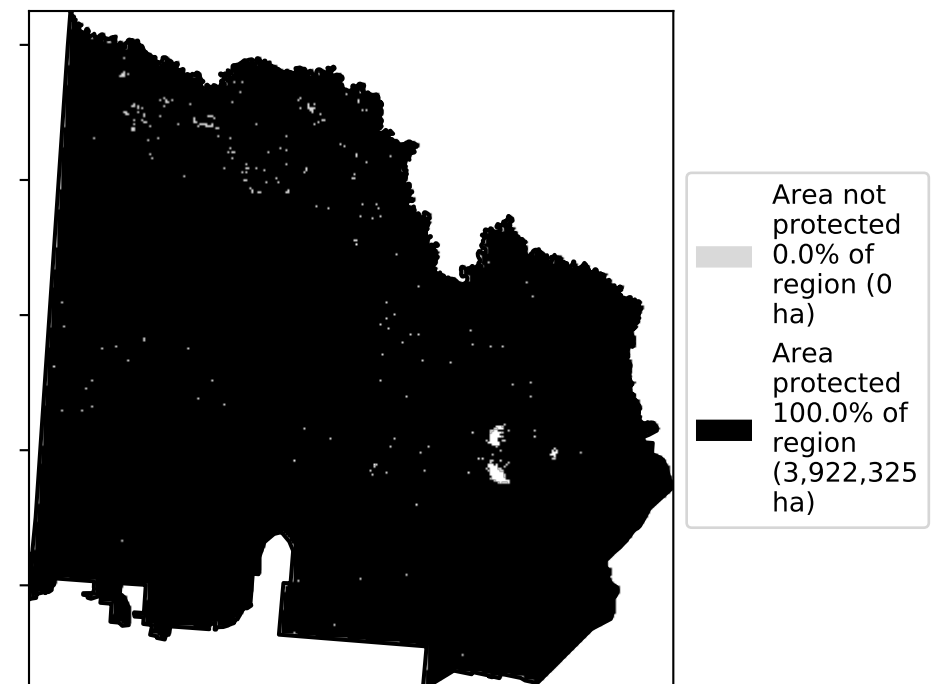 Area not
protected
0.0% of
region (0
ha)
Area
protected
100.0% of
region
(3,922,325
ha)